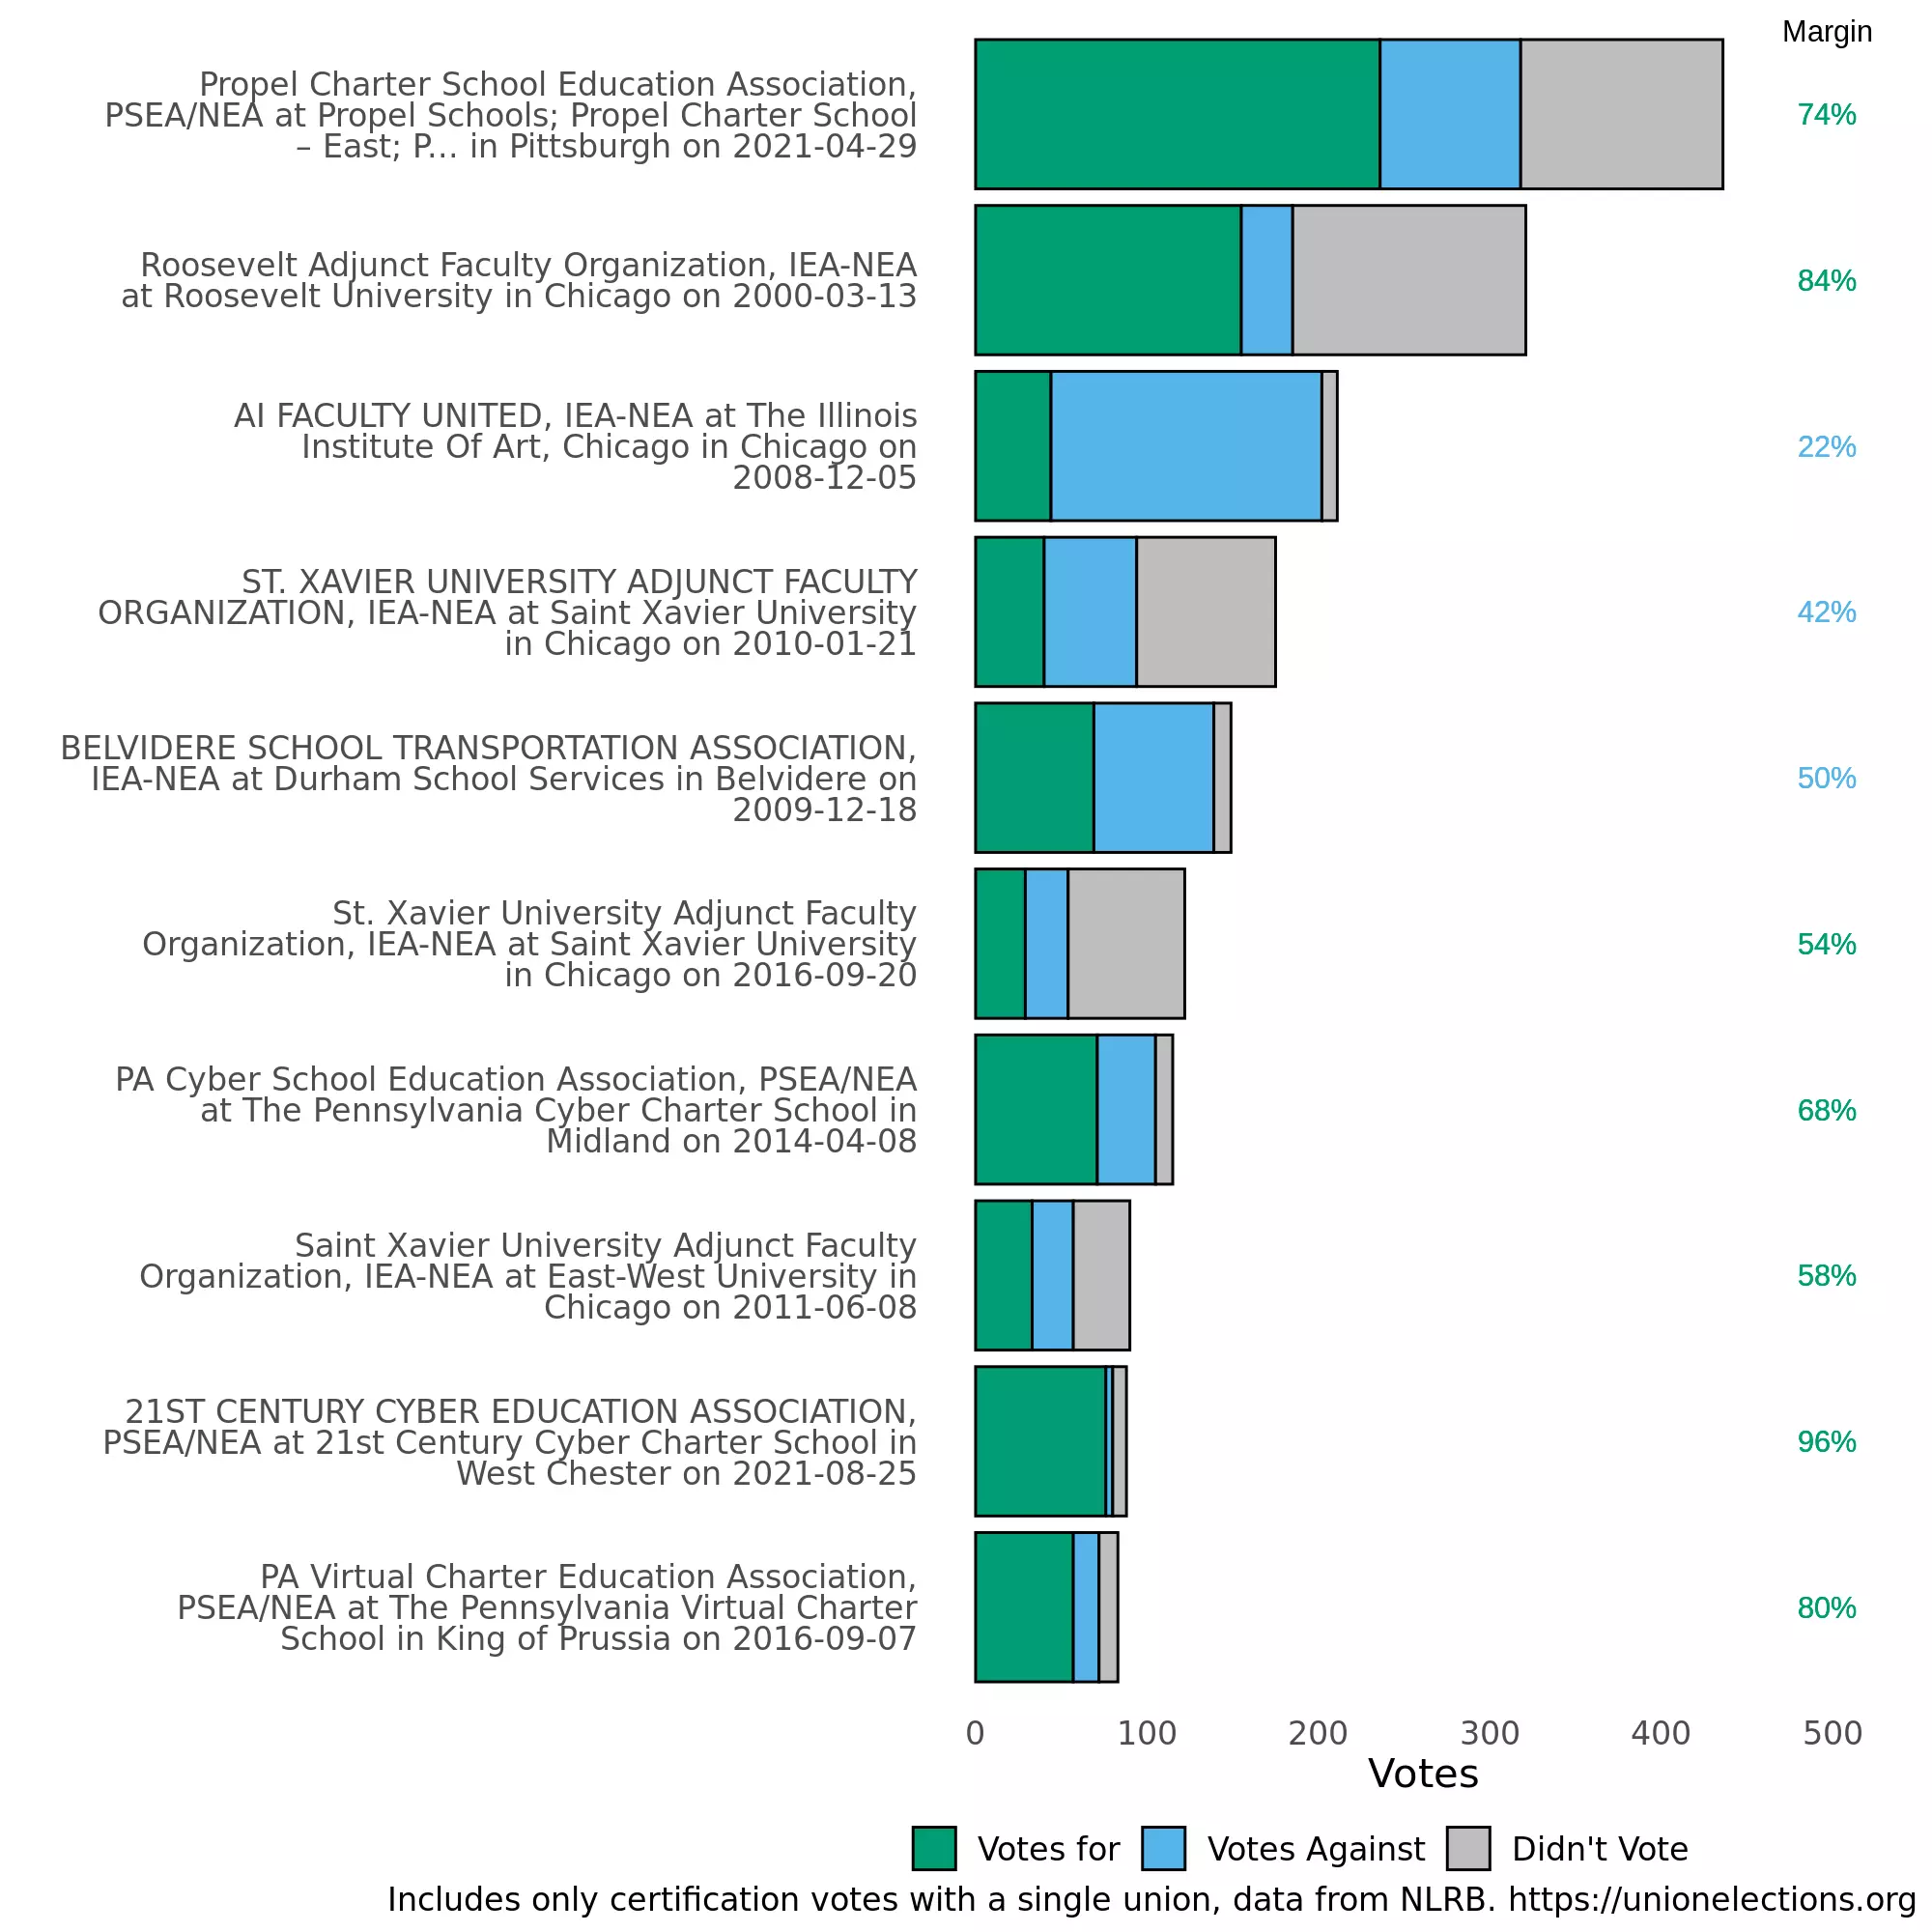 Margin
Propel Charter School Education Association,
PSEA/NEA at Propel Schools; Propel Charter School
– East; P... in Pittsburgh on 2021-04-29
74%
Roosevelt Adjunct Faculty Organization, IEA-NEA
at Roosevelt University in Chicago on 2000-03-13
84%
AI FACULTY UNITED, IEA-NEA at The Illinois
Institute Of Art, Chicago in Chicago on
2008-12-05
22%
ST. XAVIER UNIVERSITY ADJUNCT FACULTY
ORGANIZATION, IEA-NEA at Saint Xavier University
in Chicago on 2010-01-21
42%
BELVIDERE SCHOOL TRANSPORTATION ASSOCIATION,
IEA-NEA at Durham School Services in Belvidere on
2009-12-18
50%
St. Xavier University Adjunct Faculty
Organization, IEA-NEA at Saint Xavier University
in Chicago on 2016-09-20
54%
PA Cyber School Education Association, PSEA/NEA
at The Pennsylvania Cyber Charter School in
Midland on 2014-04-08
68%
Saint Xavier University Adjunct Faculty
Organization, IEA-NEA at East-West University in
Chicago on 2011-06-08
58%
21ST CENTURY CYBER EDUCATION ASSOCIATION,
PSEA/NEA at 21st Century Cyber Charter School in
West Chester on 2021-08-25
96%
PA Virtual Charter Education Association,
PSEA/NEA at The Pennsylvania Virtual Charter
School in King of Prussia on 2016-09-07
80%
0 100 200 300 400 500
Votes
Votes for Votes Against Didn't Vote
Includes only certification votes with a single union, data from NLRB. https://unionelections.org